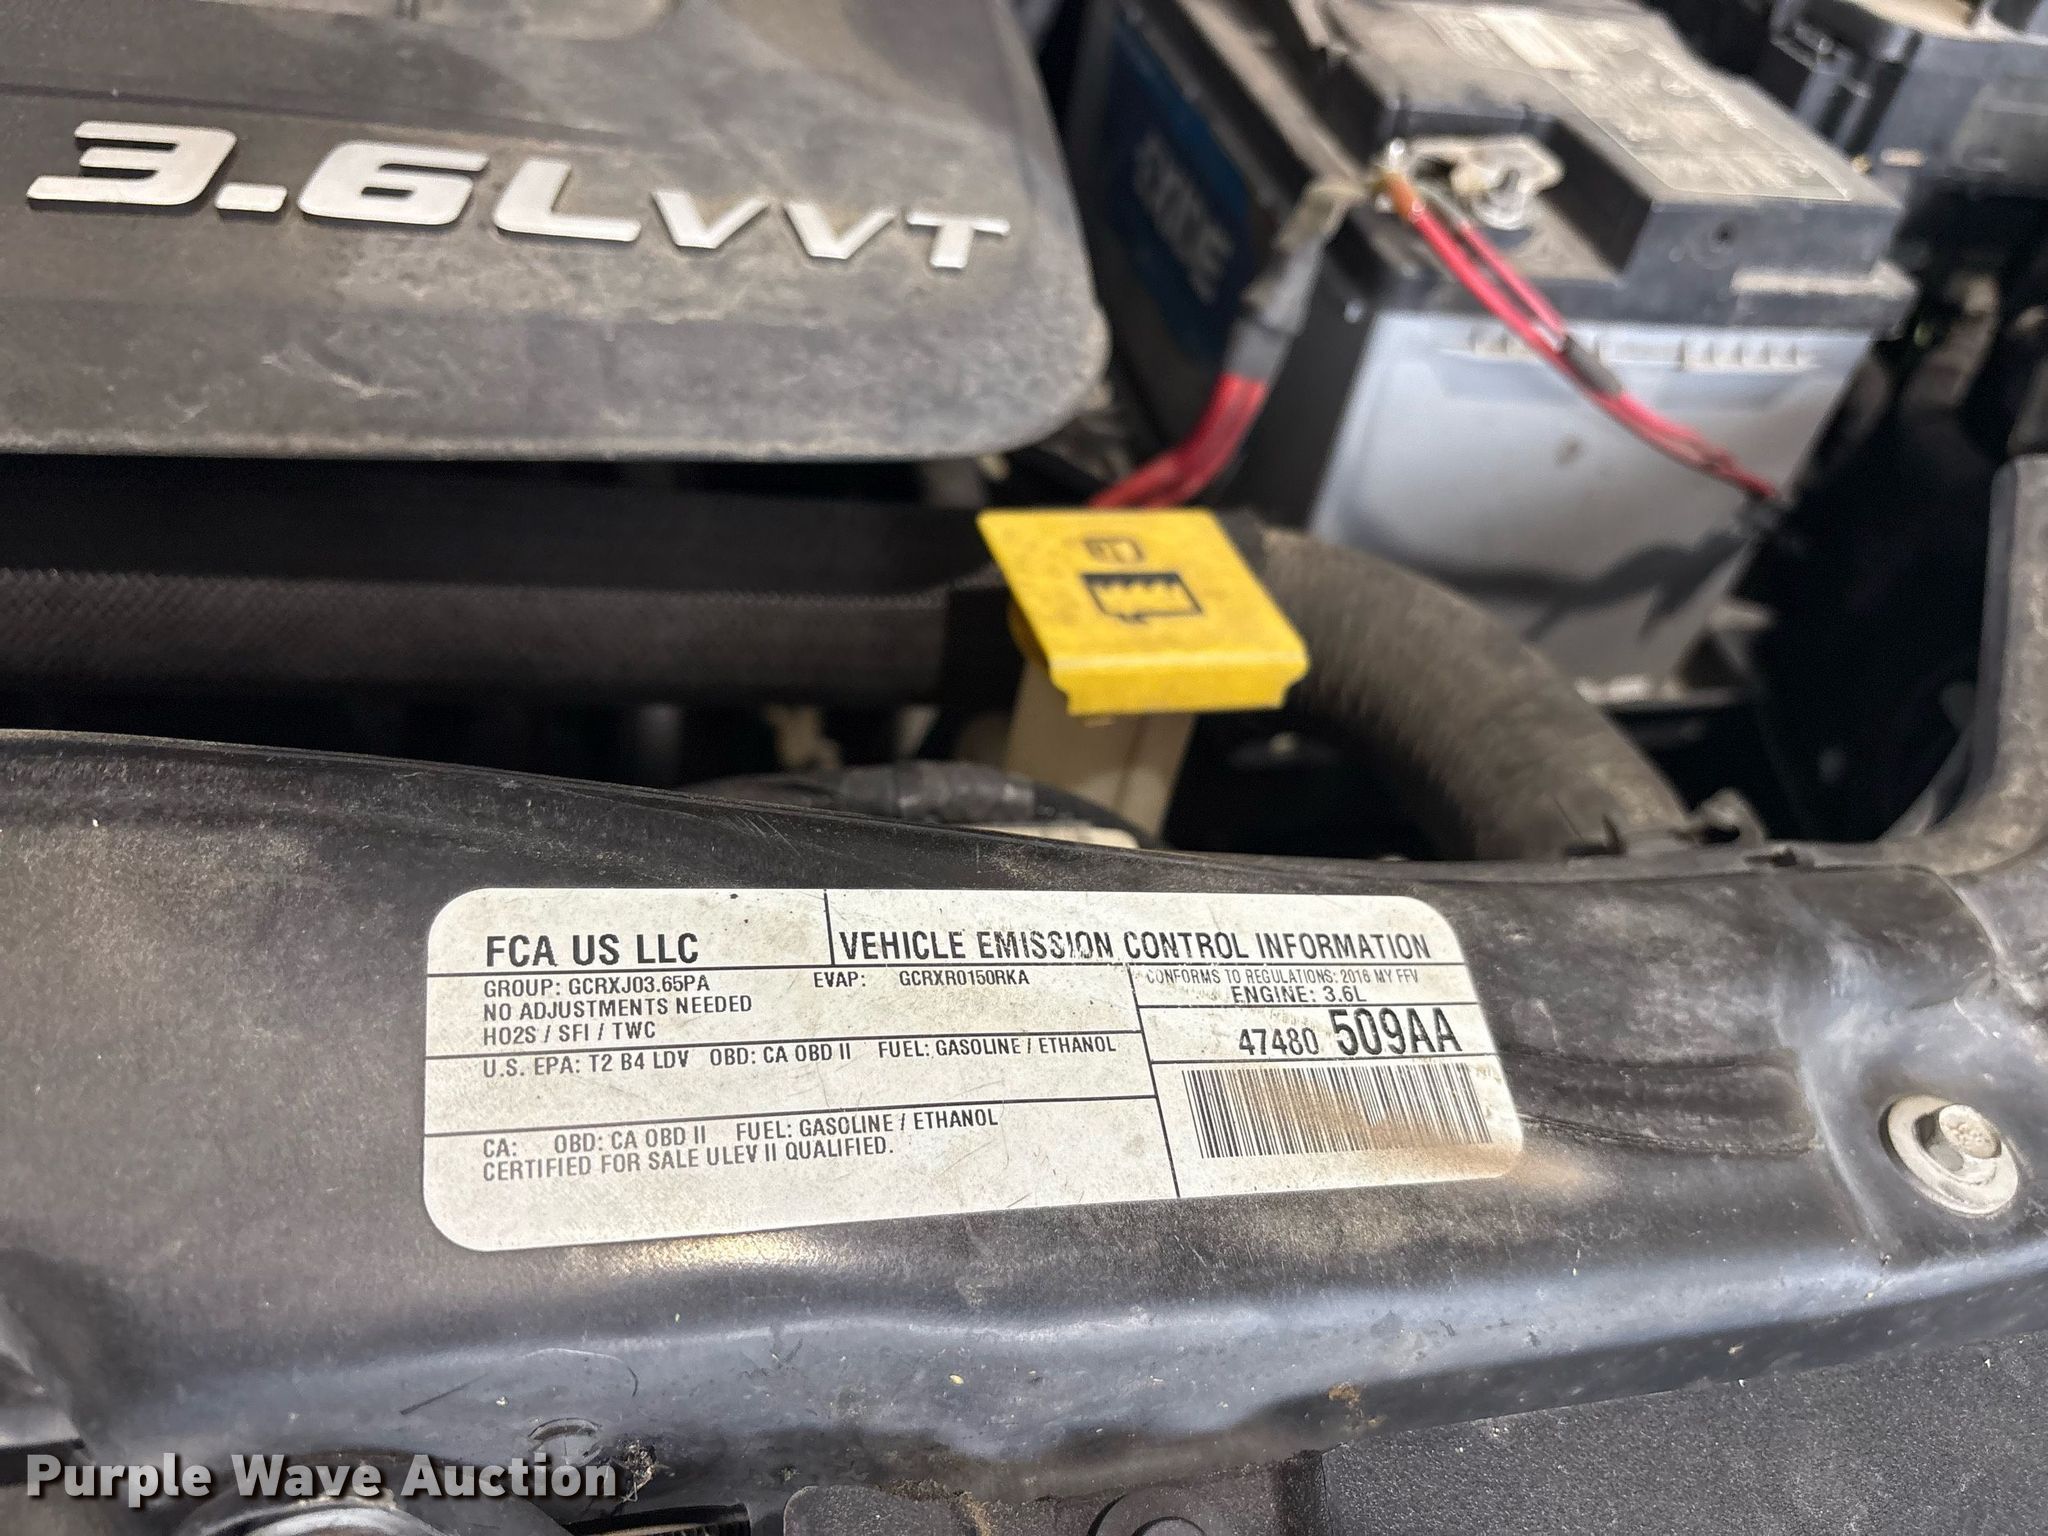 3.6L VVT
EXIDE
FCA US LLC
VEHICLE EMISSION CONTROL INFORMATION
GROUP: GCRXJ03.65PA
EVAP: GCRXR0150RKA
NO ADJUSTMENTS NEEDED
HO2S / SFI / TWC
CONFORMS TO REGULATIONS: 2016 MY FFV
ENGINE: 3.6L
47480 509AA
U.S. EPA: T2 B4 LDV OBD: CA OBD II FUEL: GASOLINE / ETHANOL
CA: OBD: CA OBD II FUEL: GASOLINE / ETHANOL
CERTIFIED FOR SALE ULEV II QUALIFIED.
Purple Wave Auction